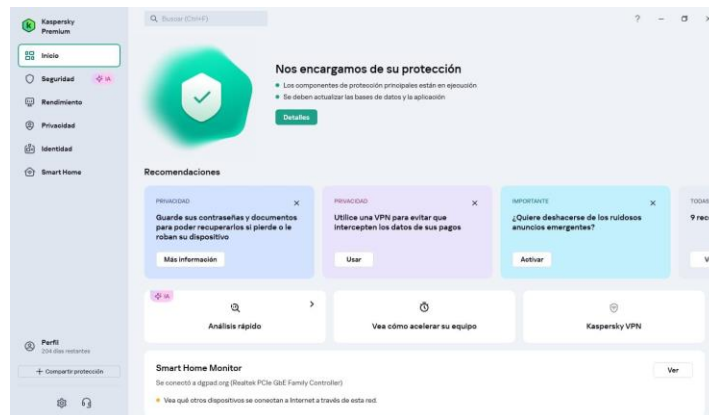 Kaspersky
Premium
Buscar (Ctrl+F)
?
Inicio
Seguridad
IA
Rendimiento
Privacidad
Identidad
Smart Home
Nos encargamos de su protección
Los componentes de protección principales están en ejecución
Se deben actualizar las bases de datos y la aplicación
Detalles
Recomendaciones
PRIVACIDAD
Guarde sus contraseñas y documentos
para poder recuperarlos si pierde o le
roban su dispositivo
Más información
PRIVACIDAD
Utilice una VPN para evitar que
intercepten los datos de sus pagos
Usar
IMPORTANTE
¿Quiere deshacerse de los ruidosos
anuncios emergentes?
Activar
9 rec
IA
Análisis rápido
Vea cómo acelerar su equipo
Kaspersky VPN
Perfil
204 días restantes
+ Compartir protección
Smart Home Monitor
Se conectó a dgpad.org (Realtek PCIe GbE Family Controller)
Vea qué otros dispositivos se conectan a Internet a través de esta red.
Ver